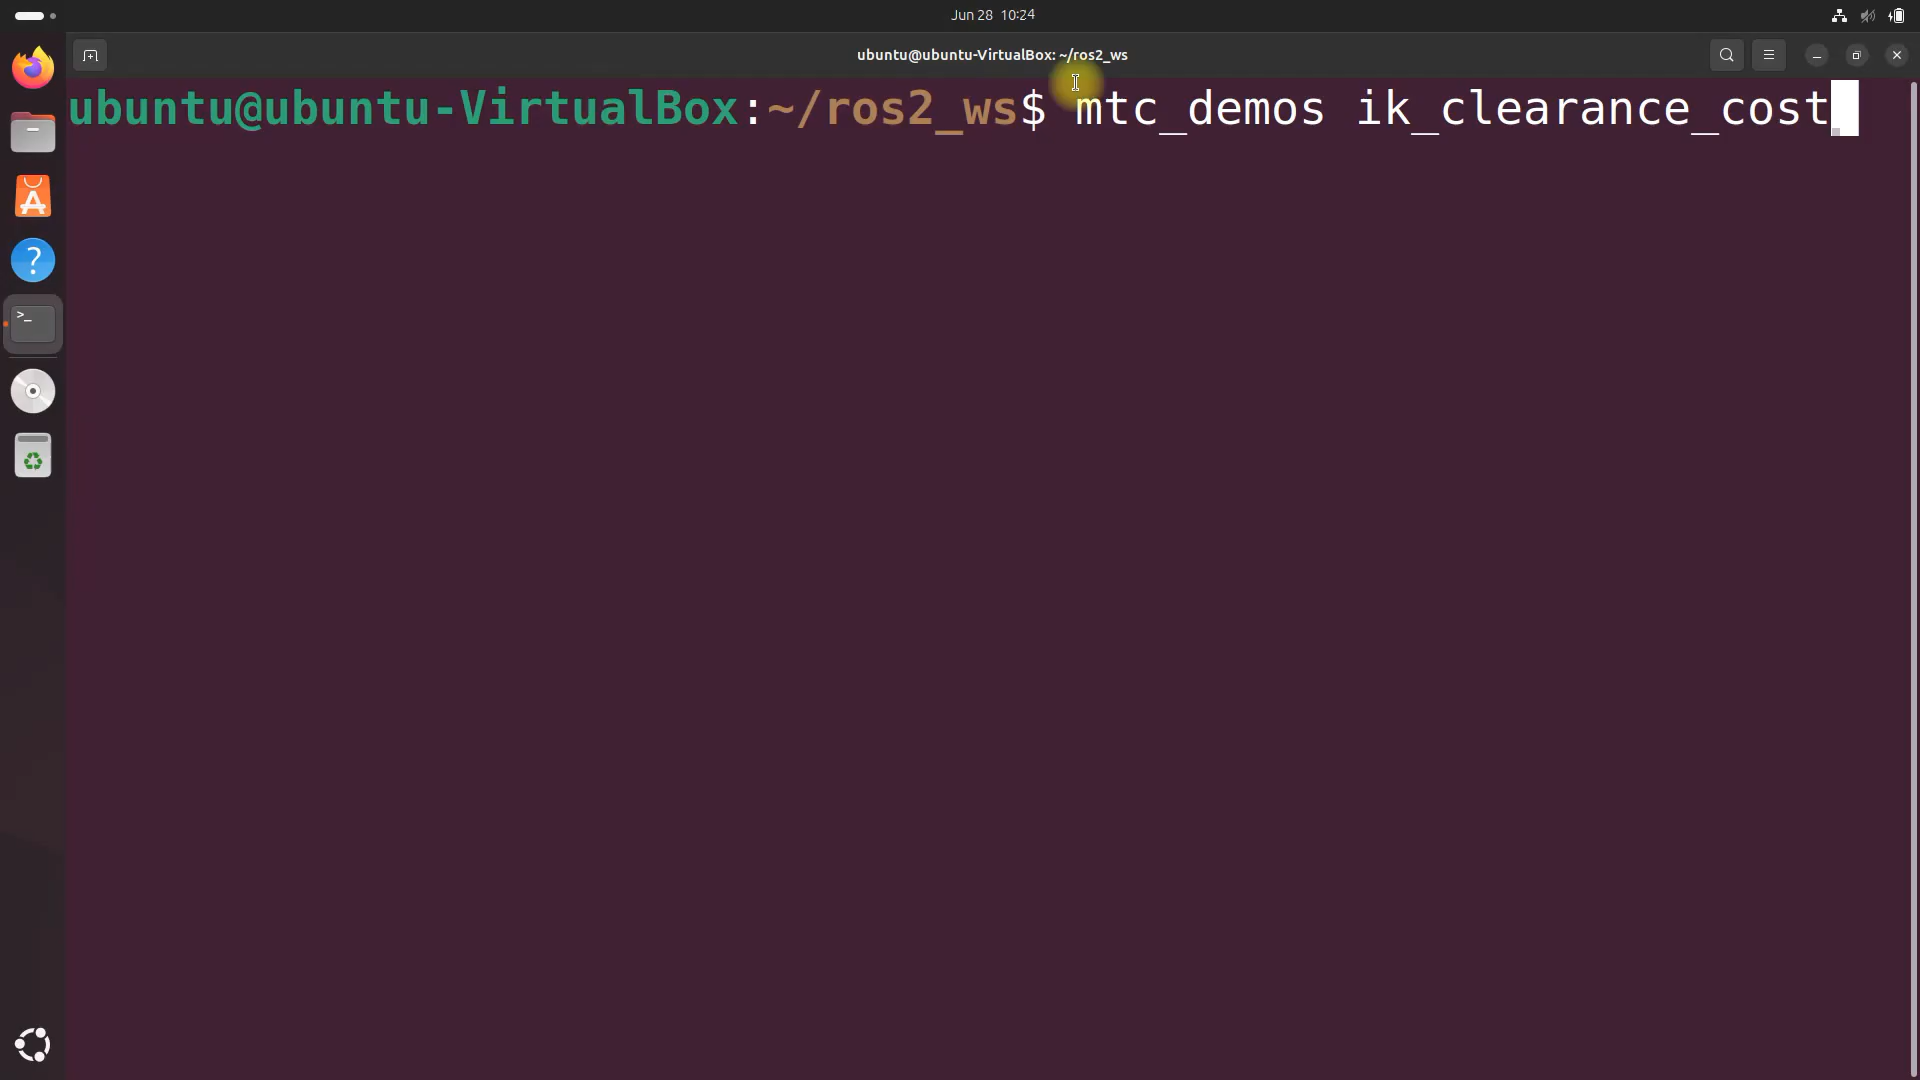 Jun 28 10:24
ubuntu@ubuntu-VirtualBox: ~/ros2_ws
ubuntu@ubuntu-VirtualBox:~/ros2_ws$ mtc_demos ik_clearance_cost